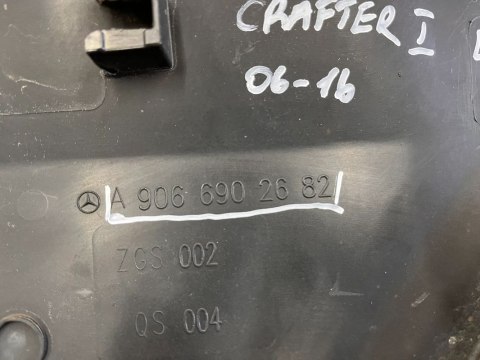 CRAFTER I
06-16
A 906 690 26 82
ZGS 002
QS 004